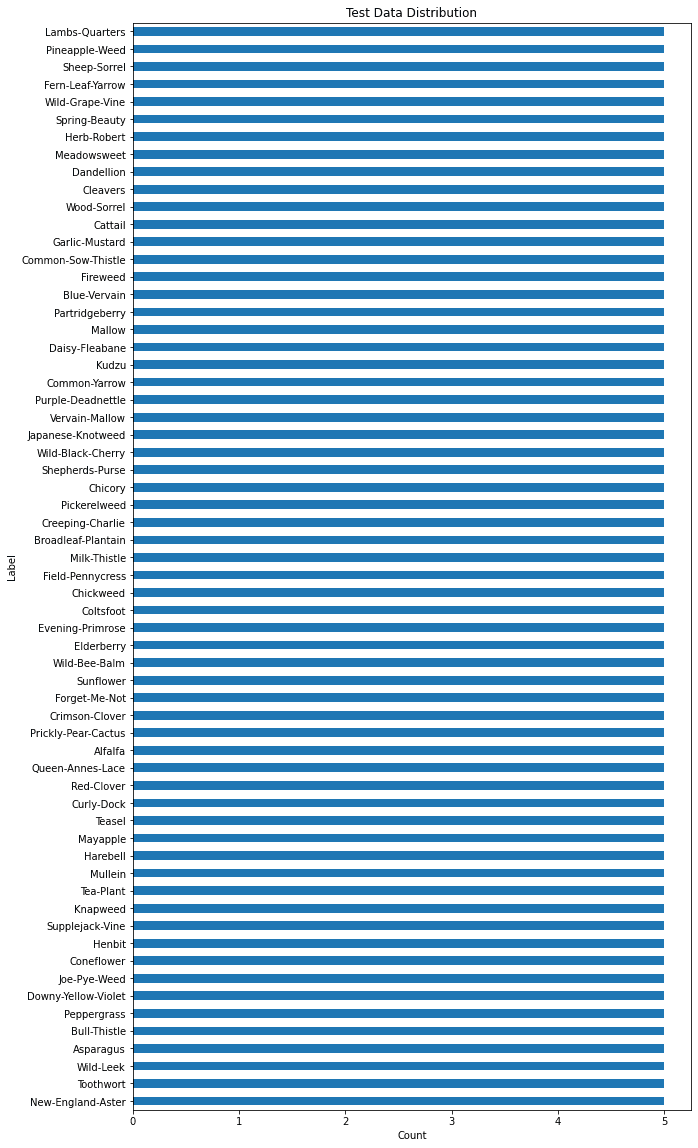 Test Data Distribution
Lambs-Quarters
Pineapple-Weed
Sheep-Sorrel
Fern-Leaf-Yarrow
Wild-Grape-Vine
Spring-Beauty
Herb-Robert
Meadowsweet
Dandellion
Cleavers
Wood-Sorrel
Cattail
Garlic-Mustard
Common-Sow-Thistle
Fireweed
Blue-Vervain
Partridgeberry
Mallow
Daisy-Fleabane
Kudzu
Common-Yarrow
Purple-Deadnettle
Vervain-Mallow
Japanese-Knotweed
Wild-Black-Cherry
Shepherds-Purse
Chicory
Pickerelweed
Creeping-Charlie
Broadleaf-Plantain
Milk-Thistle
Field-Pennycress
Chickweed
Coltsfoot
Evening-Primrose
Elderberry
Wild-Bee-Balm
Sunflower
Forget-Me-Not
Crimson-Clover
Prickly-Pear-Cactus
Alfalfa
Queen-Annes-Lace
Red-Clover
Curly-Dock
Teasel
Mayapple
Harebell
Mullein
Tea-Plant
Knapweed
Supplejack-Vine
Henbit
Coneflower
Joe-Pye-Weed
Downy-Yellow-Violet
Peppergrass
Bull-Thistle
Asparagus
Wild-Leek
Toothwort
New-England-Aster
Label
0 1 2 3 4 5
Count